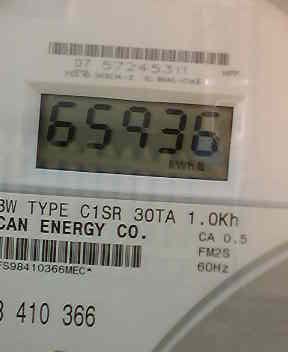 07 57245311
65936
kWh
3W TYPE C1SR 30TA 1.0Kh
CAN ENERGY CO.
CA 0.5
FM2S
FS98410366MEC*
60Hz
410 366